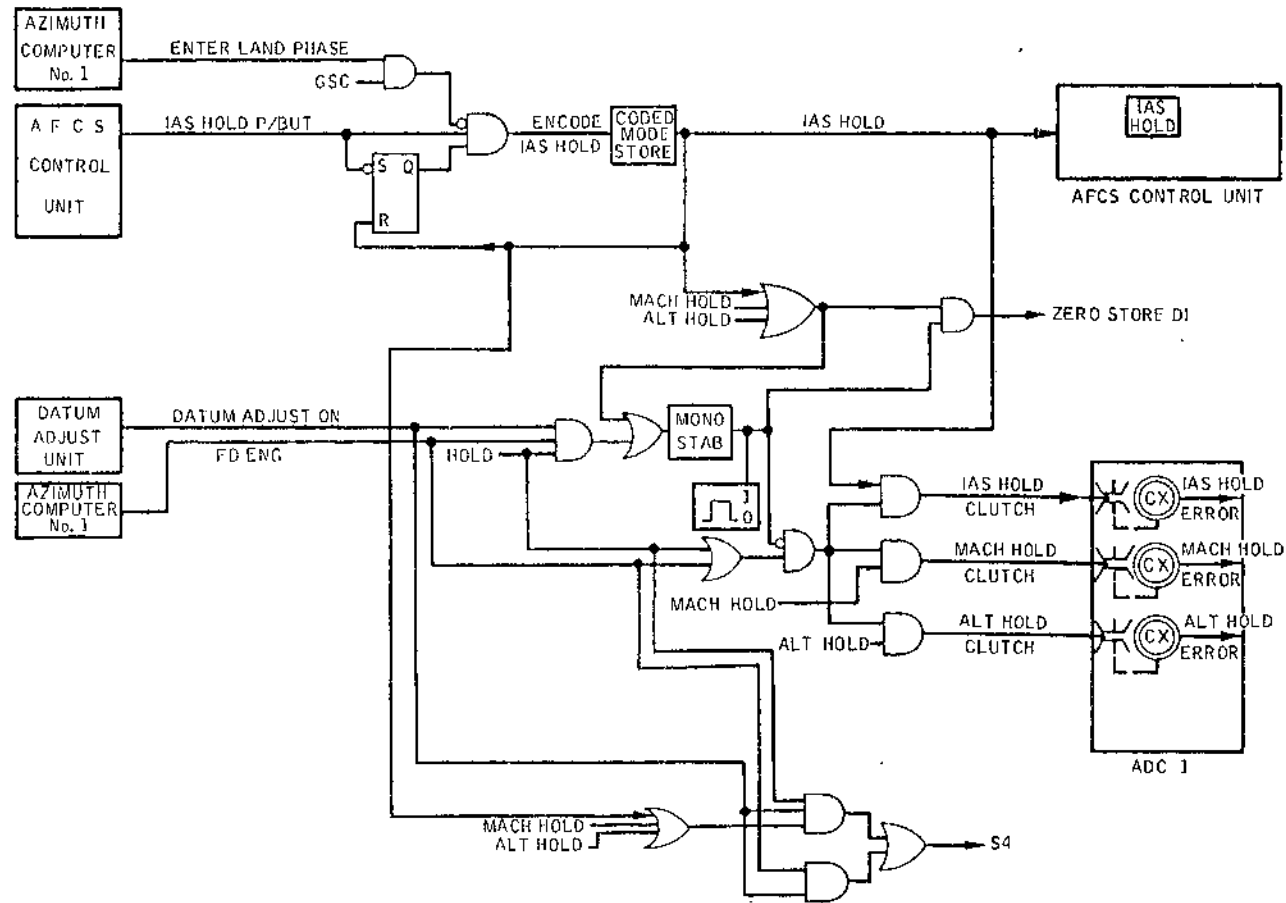 AZIMUTH
COMPUTER
No. 1
ENTER LAND PHASE
GSC
A F C S
CONTROL
UNIT
IAS HOLD P/BUT
S Q
R
ENCODE
IAS HOLD
CODED
MODE
STORE
IAS HOLD
IAS
HOLD
AFCS CONTROL UNIT
MACH HOLD
ALT HOLD
ZERO STORE D1
DATUM
ADJUST
UNIT
DATUM ADJUST ON
FD ENG
AZIMUTH
COMPUTER
No. 1
HOLD
MONO
STAB
1
0
IAS HOLD
CLUTCH
CX
IAS HOLD
ERROR
MACH HOLD
CLUTCH
CX
MACH HOLD
ERROR
MACH HOLD
ALT HOLD
ALT HOLD
CLUTCH
CX
ALT HOLD
ERROR
ADC 1
MACH HOLD
ALT HOLD
S4